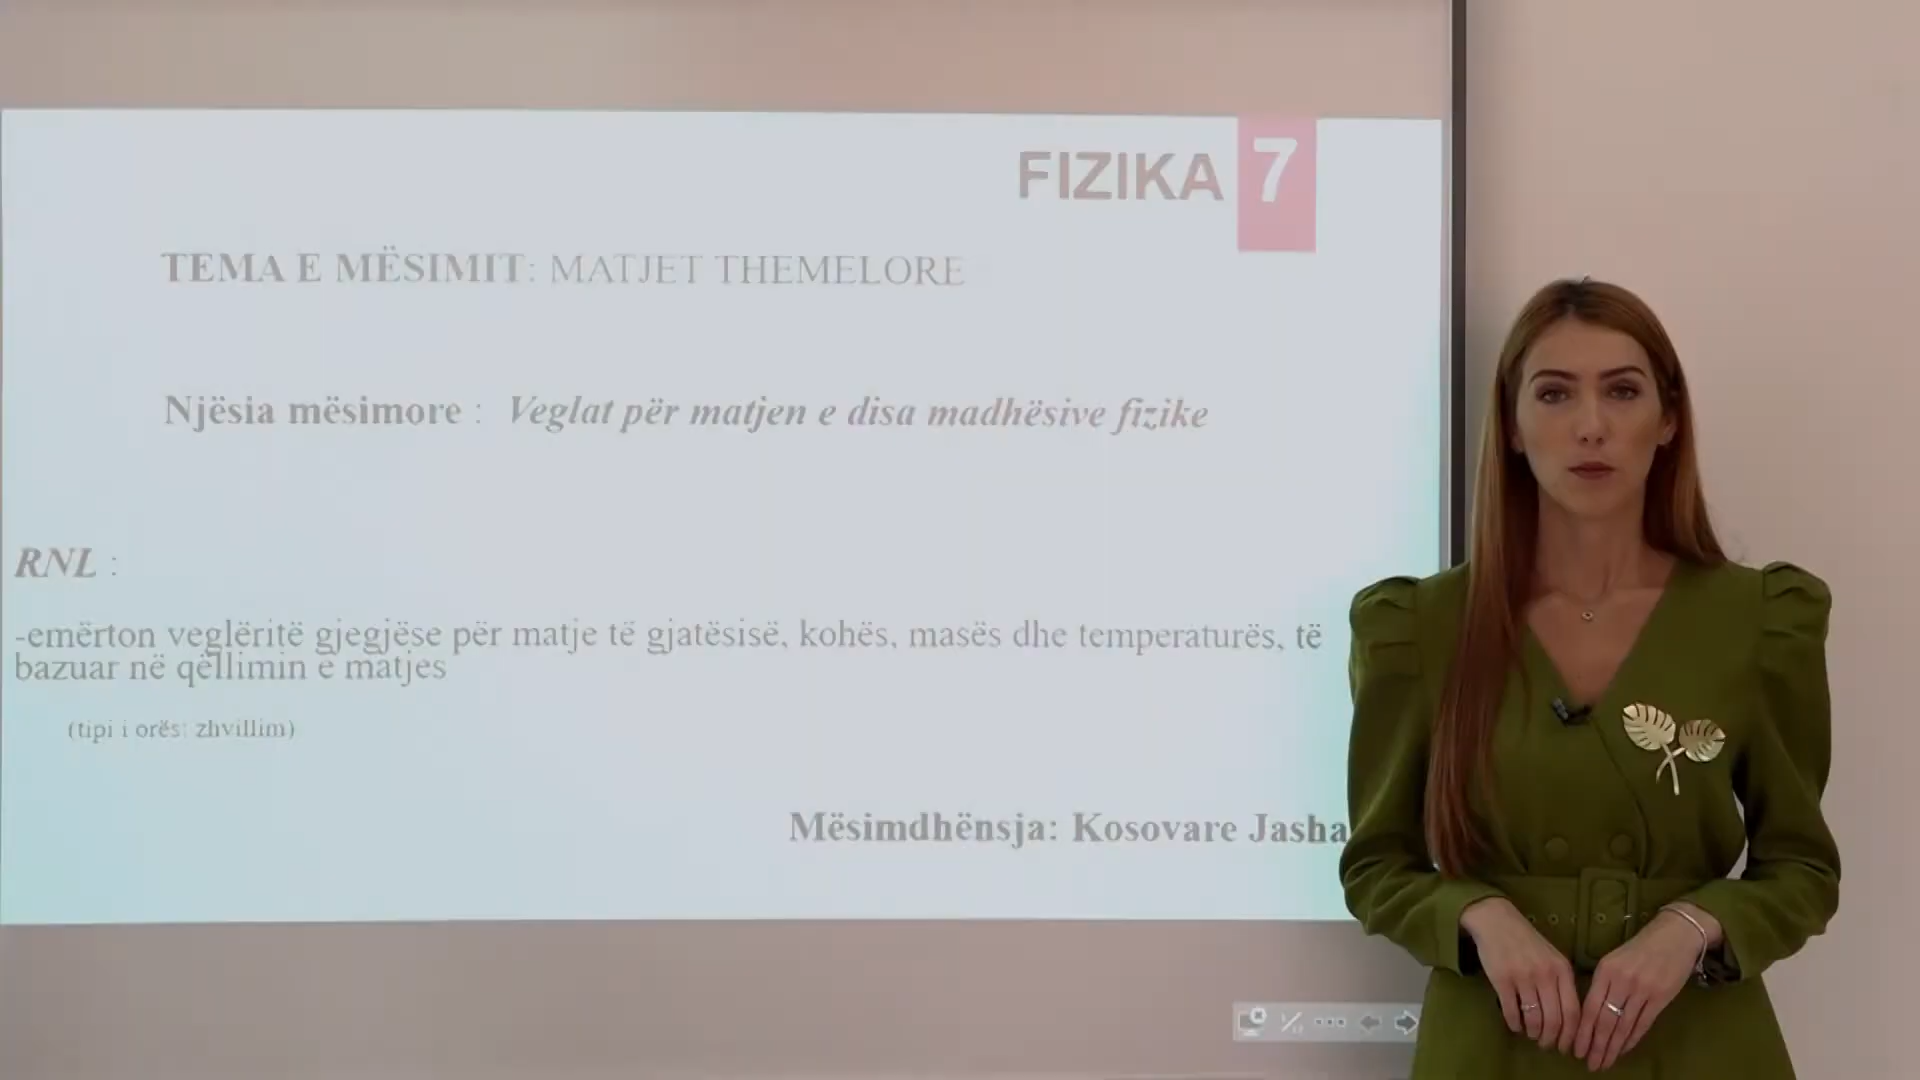 FIZIKA 7
TEMA E MËSIMIT: MATJET THEMELORE
Njësia mësimore : Veglat për matjen e disa madhësive fizike
RNL :
-emërton veglëritë gjegjëse për matje të gjatësisë, kohës, masës dhe temperaturës, të
bazuar në qëllimin e matjes
(tipi i orës: zhvillim)
Mësimdhënsja: Kosovare Jasha